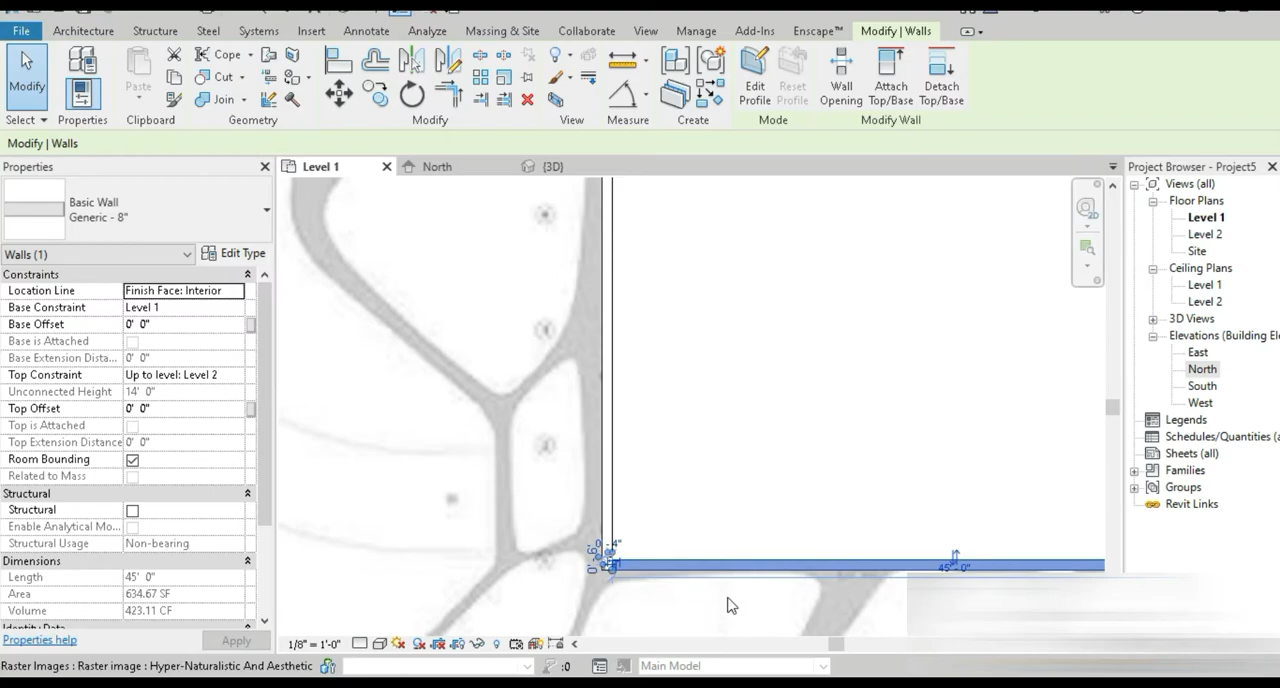 File Architecture Structure Steel Systems Insert Annotate Analyze Massing & Site Collaborate View Manage Add-Ins Enscape™ Modify | Walls
Modify
Select
Properties
Paste
Clipboard
Cope
Cut
Join
Geometry
Modify
View
Measure
Create
Edit Profile
Reset Profile
Mode
Wall Opening
Attach Top/Base
Detach Top/Base
Modify Wall
Modify | Walls
Properties
Basic Wall
Generic - 8"
Walls (1) Edit Type
Constraints
Location Line Finish Face: Interior
Base Constraint Level 1
Base Offset 0' 0"
Base is Attached
Base Extension Dista...
Top Constraint Up to level: Level 2
Unconnected Height 14' 0"
Top Offset 0' 0"
Top is Attached
Top Extension Distance 0' 0"
Room Bounding
Related to Mass
Structural
Structural
Enable Analytical Mo...
Structural Usage Non-bearing
Dimensions
Length 45' 0"
Area 634.67 SF
Volume 423.11 CF
Properties help Apply
Level 1 North {3D}
2D
45' - 0"
1/8" = 1'-0"
Project Browser - Project5
Views (all)
Floor Plans
Level 1
Level 2
Site
Ceiling Plans
Level 1
Level 2
3D Views
Elevations (Building El
East
North
South
West
Legends
Schedules/Quantities (a
Sheets (all)
Families
Groups
Revit Links
Raster Images : Raster image : Hyper-Naturalistic And Aesthetic
:0 Main Model